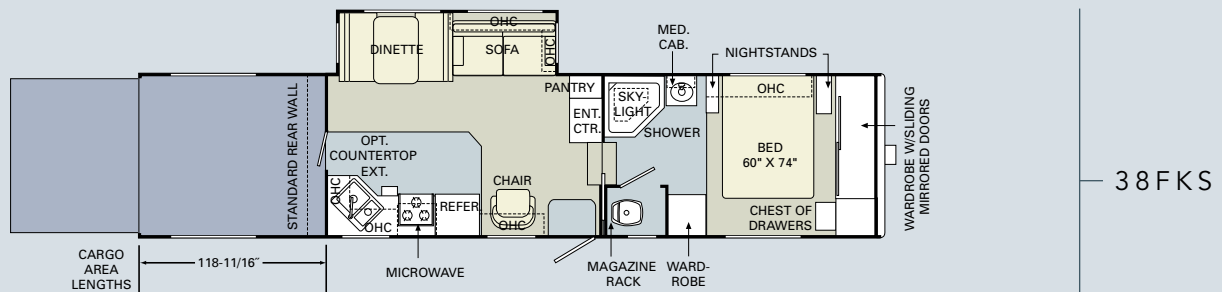 OHC
DINETTE
SOFA
OHC
MED.
CAB.
NIGHTSTANDS
STANDARD REAR WALL
PANTRY
ENT.
CTR.
SKY-
LIGHT
SHOWER
OHC
BED
60" X 74"
WARDROBE W/SLIDING
MIRRORED DOORS
38FKS
OPT.
COUNTERTOP
EXT.
OHC
OHC
REFER.
CHAIR
OHC
CHEST OF
DRAWERS
CARGO
AREA
LENGTHS
118-11/16"
MICROWAVE
MAGAZINE
RACK
WARD-
ROBE